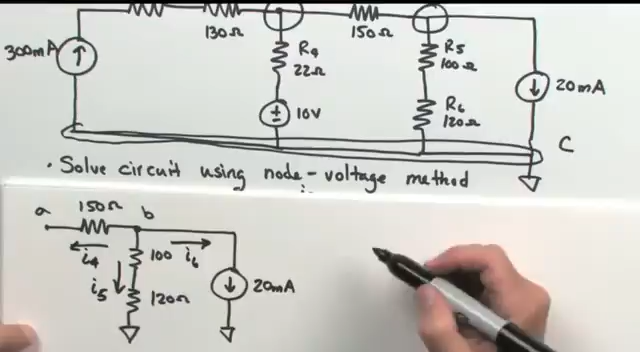 130Ω
150Ω
300mA
R4
22Ω
R5
100Ω
10V
R6
120Ω
20mA
C
. Solve circuit using node-voltage method
a
150Ω
b
i4
100
i6
i5
120Ω
20mA